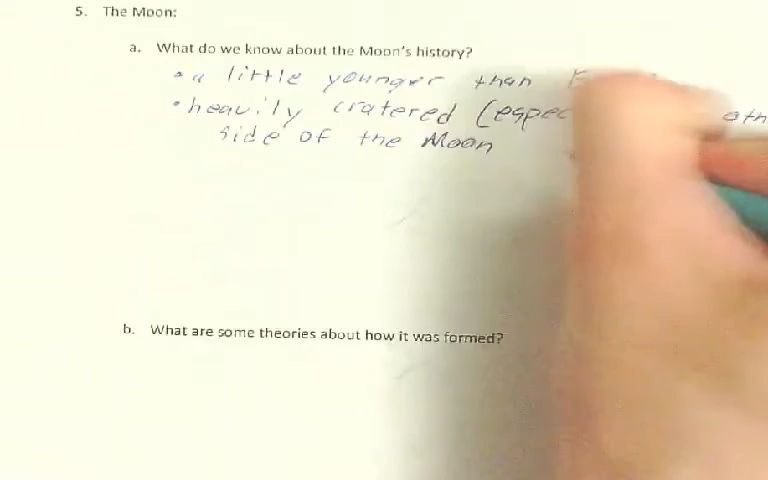 5. The Moon:
a. What do we know about the Moon's history?
• a little younger than
• heavily cratered (espec
side of the Moon
b. What are some theories about how it was formed?